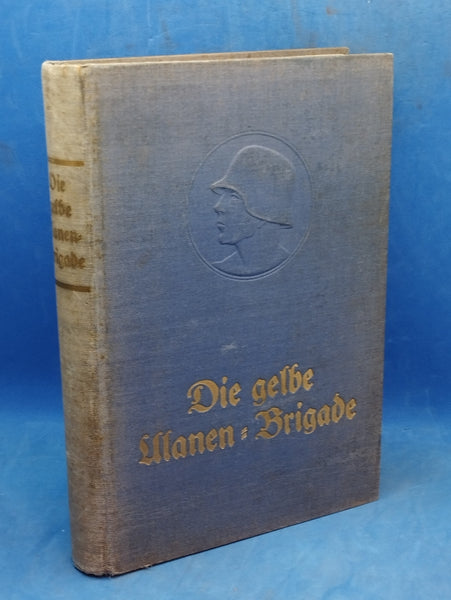 Die
gelbe
Ulanen-
Brigade
Die gelbe
Ulanen-Brigade